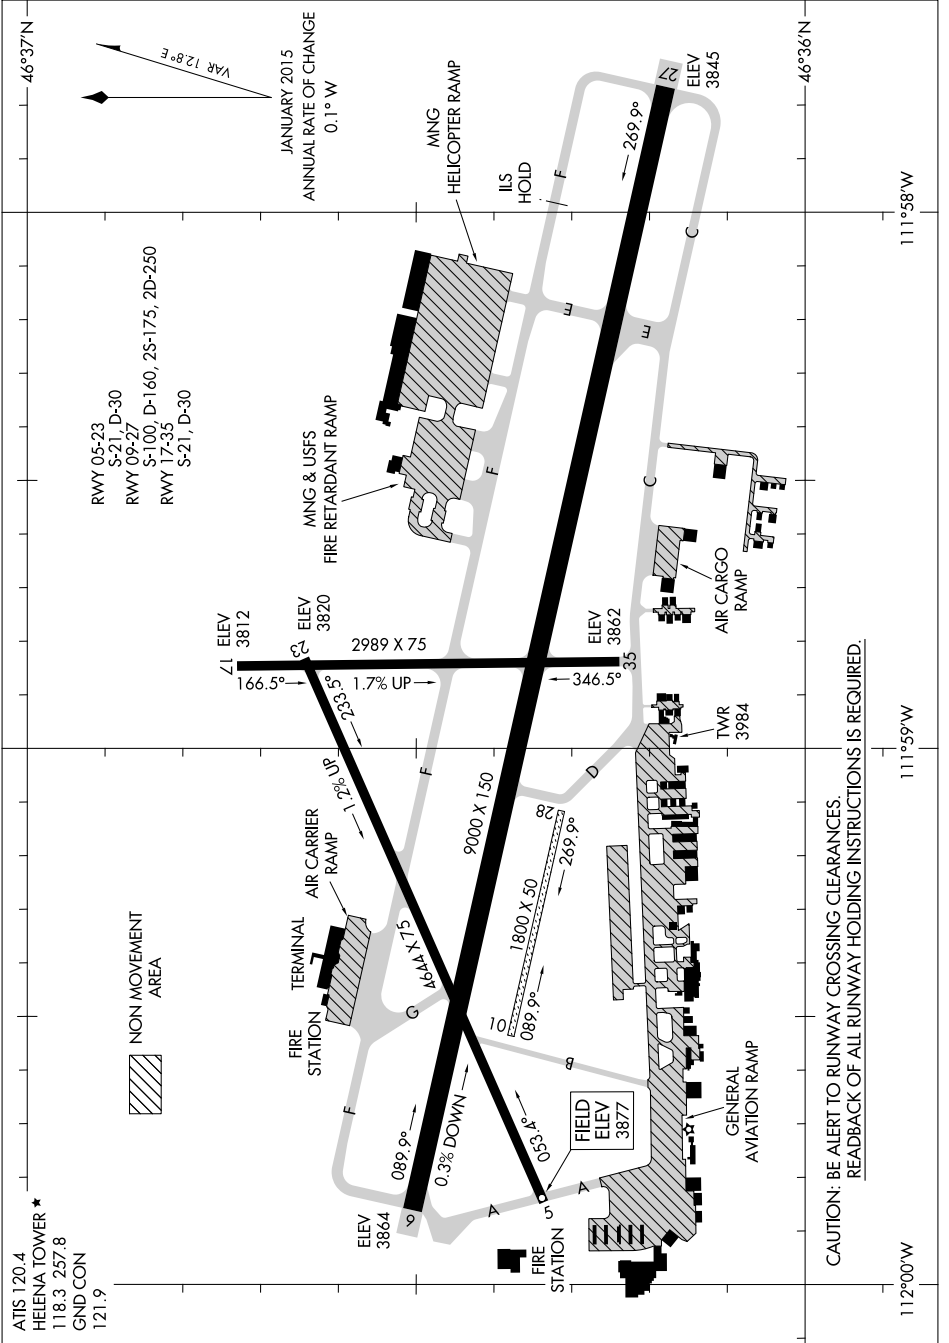 ATIS 120.4
HELENA TOWER ★
118.3 257.8
GND CON
121.9
46°37'N
46°36'N
VAR 12.8°E
JANUARY 2015
ANNUAL RATE OF CHANGE
0.1° W
RWY 05-23
S-21, D-30
RWY 09-27
S-100, D-160, 2S-175, 2D-250
RWY 17-35
S-21, D-30
NON MOVEMENT
AREA
MNG
HELICOPTER RAMP
ILS
HOLD
MNG & USFS
FIRE RETARDANT RAMP
27
ELEV
3845
269.9°
F
C
E
E
F
C
17
ELEV
3812
23
ELEV
3820
2989 X 75
166.5°
1.7% UP
346.5°
35
ELEV
3862
AIR CARGO
RAMP
233.5°
1.2% UP
F
D
TWR
3984
9000 X 150
AIR CARRIER
RAMP
TERMINAL
FIRE
STATION
4644 X 75
G
28
269.9°
1800 X 50
089.9°
10
B
F
089.9°
0.3% DOWN
053.4°
FIELD
ELEV
3877
9
ELEV
3864
A
A
5
FIRE
STATION
GENERAL
AVIATION RAMP
CAUTION: BE ALERT TO RUNWAY CROSSING CLEARANCES.
READBACK OF ALL RUNWAY HOLDING INSTRUCTIONS IS REQUIRED.
112°00'W
111°59'W
111°58'W